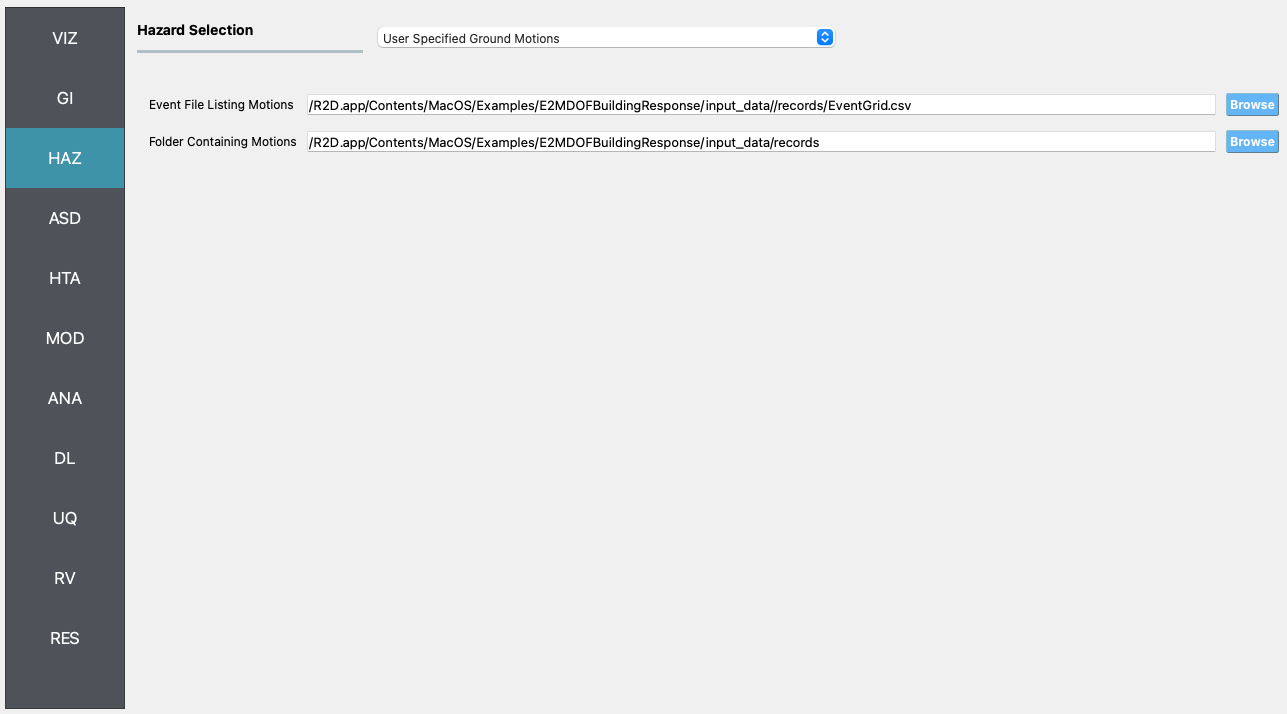 VIZ
GI
HAZ
ASD
HTA
MOD
ANA
DL
UQ
RV
RES
Hazard Selection
User Specified Ground Motions
Event File Listing Motions /R2D.app/Contents/MacOS/Examples/E2MDOFBuildingResponse/input_data//records/EventGrid.csv Browse
Folder Containing Motions /R2D.app/Contents/MacOS/Examples/E2MDOFBuildingResponse/input_data/records Browse